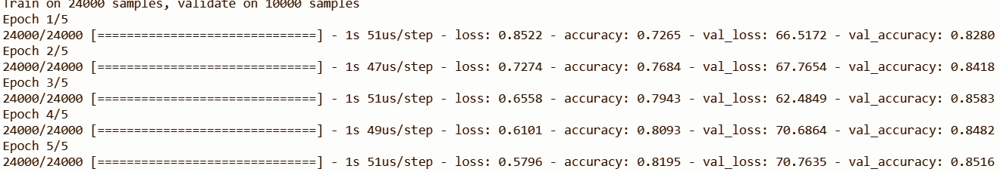 Train on 24000 samples, validate on 10000 samples
Epoch 1/5
24000/24000 [==============================] - 1s 51us/step - loss: 0.8522 - accuracy: 0.7265 - val_loss: 66.5172 - val_accuracy: 0.8280
Epoch 2/5
24000/24000 [==============================] - 1s 47us/step - loss: 0.7274 - accuracy: 0.7684 - val_loss: 67.7654 - val_accuracy: 0.8418
Epoch 3/5
24000/24000 [==============================] - 1s 51us/step - loss: 0.6558 - accuracy: 0.7943 - val_loss: 62.4849 - val_accuracy: 0.8583
Epoch 4/5
24000/24000 [==============================] - 1s 49us/step - loss: 0.6101 - accuracy: 0.8093 - val_loss: 70.6864 - val_accuracy: 0.8482
Epoch 5/5
24000/24000 [==============================] - 1s 51us/step - loss: 0.5796 - accuracy: 0.8195 - val_loss: 70.7635 - val_accuracy: 0.8516